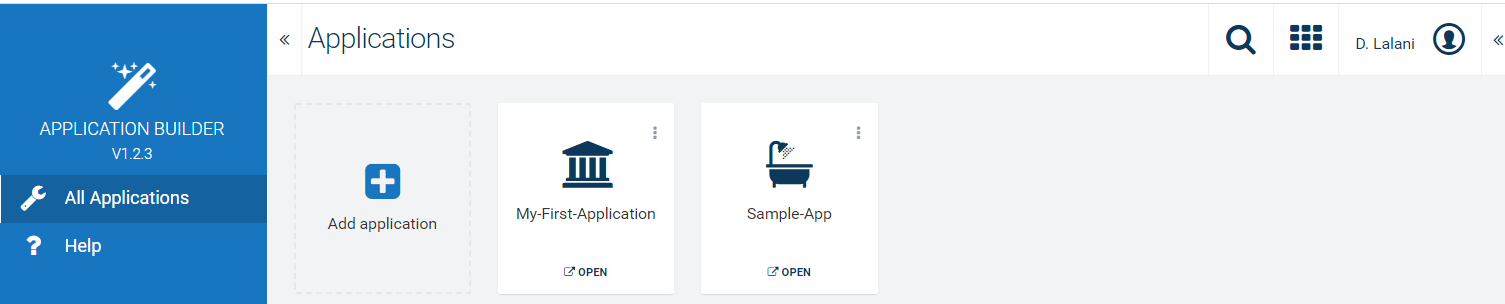 APPLICATION BUILDER
V1.2.3
All Applications
Help
Applications
D. Lalani
Add application
My-First-Application
OPEN
Sample-App
OPEN